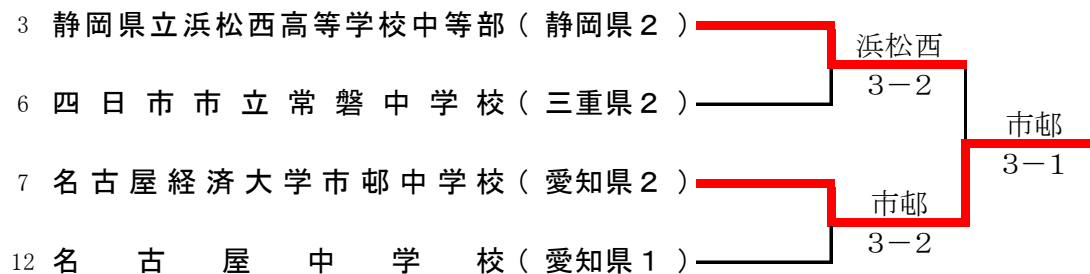 3 静岡県立浜松西高等学校中等部(静岡県2)
浜松西
3-2
6 四日市市立常磐中学校(三重県2)
市邨
3-1
7 名古屋経済大学市邨中学校(愛知県2)
市邨
3-2
12 名古屋中学校(愛知県1)